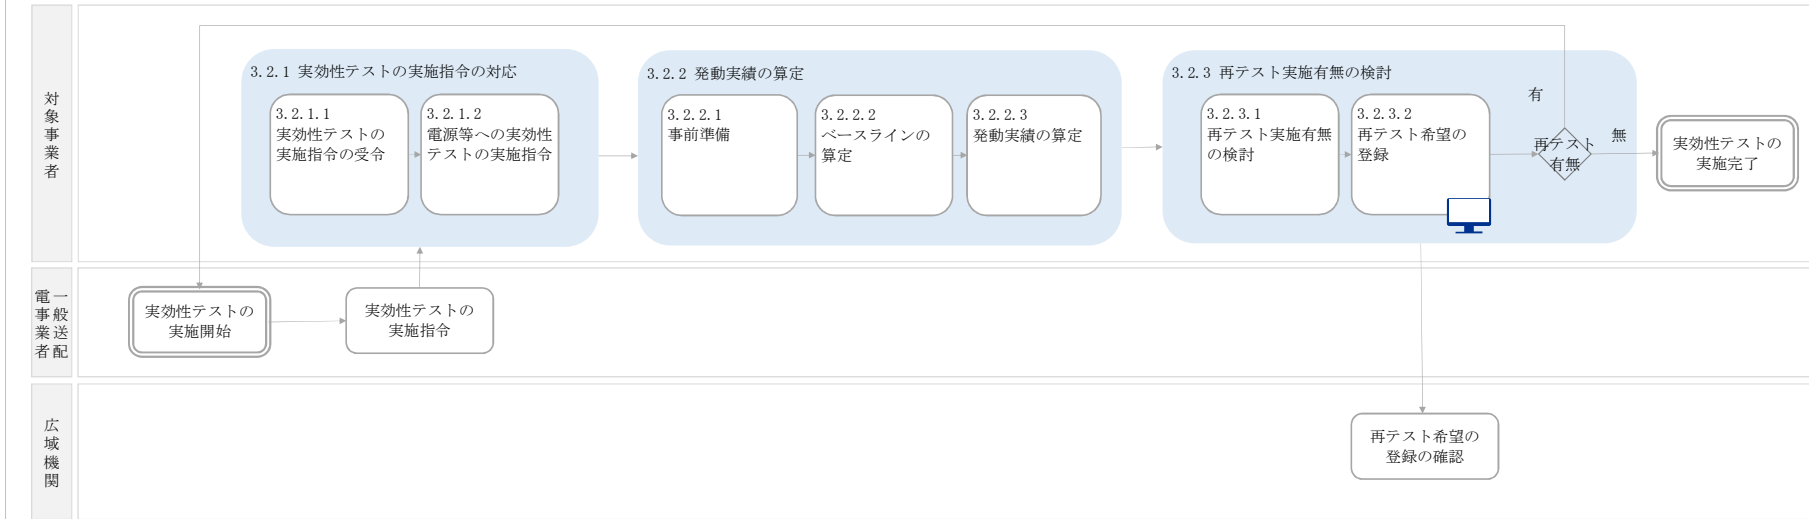 対象事業者
3.2.1 実効性テストの実施指令の対応
3.2.1.1
実効性テストの
実施指令の受令
3.2.1.2
電源等への実効性
テストの実施指令
3.2.2 発動実績の算定
3.2.2.1
事前準備
3.2.2.2
ベースラインの
算定
3.2.2.3
発動実績の算定
3.2.3 再テスト実施有無の検討
3.2.3.1
再テスト実施有無
の検討
3.2.3.2
再テスト希望の
登録
有
再テスト
有無
無
実効性テストの
実施完了
一般送配
電事業者
実効性テストの
実施開始
実効性テストの
実施指令
広域機関
再テスト希望の
登録の確認